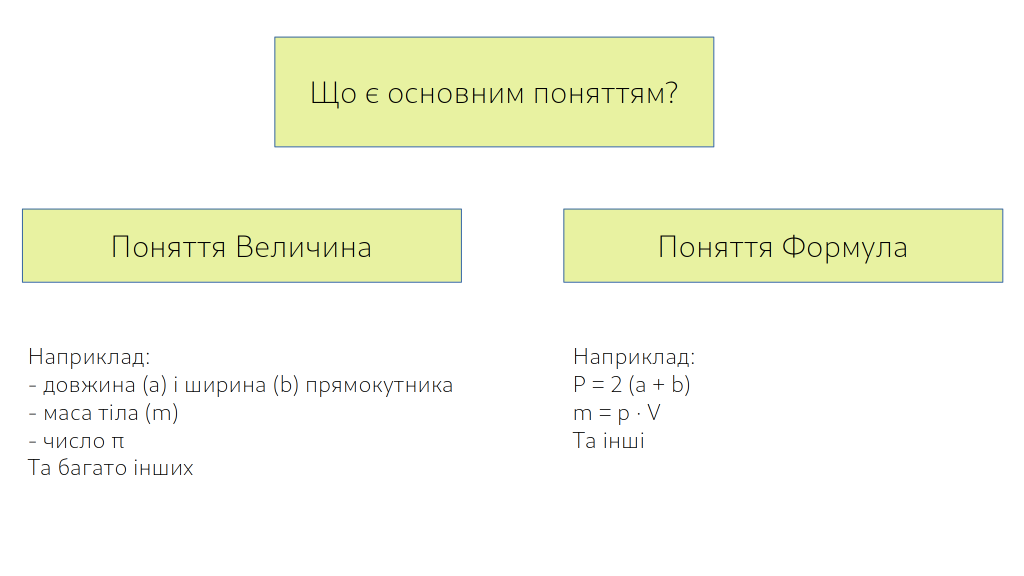 Що є основним поняттям?
Поняття Величина
Наприклад:
- довжина (a) і ширина (b) прямокутника
- маса тіла (m)
- число π
Та багато інших
Поняття Формула
Наприклад:
P = 2 (a + b)
m = p · V
Та інші